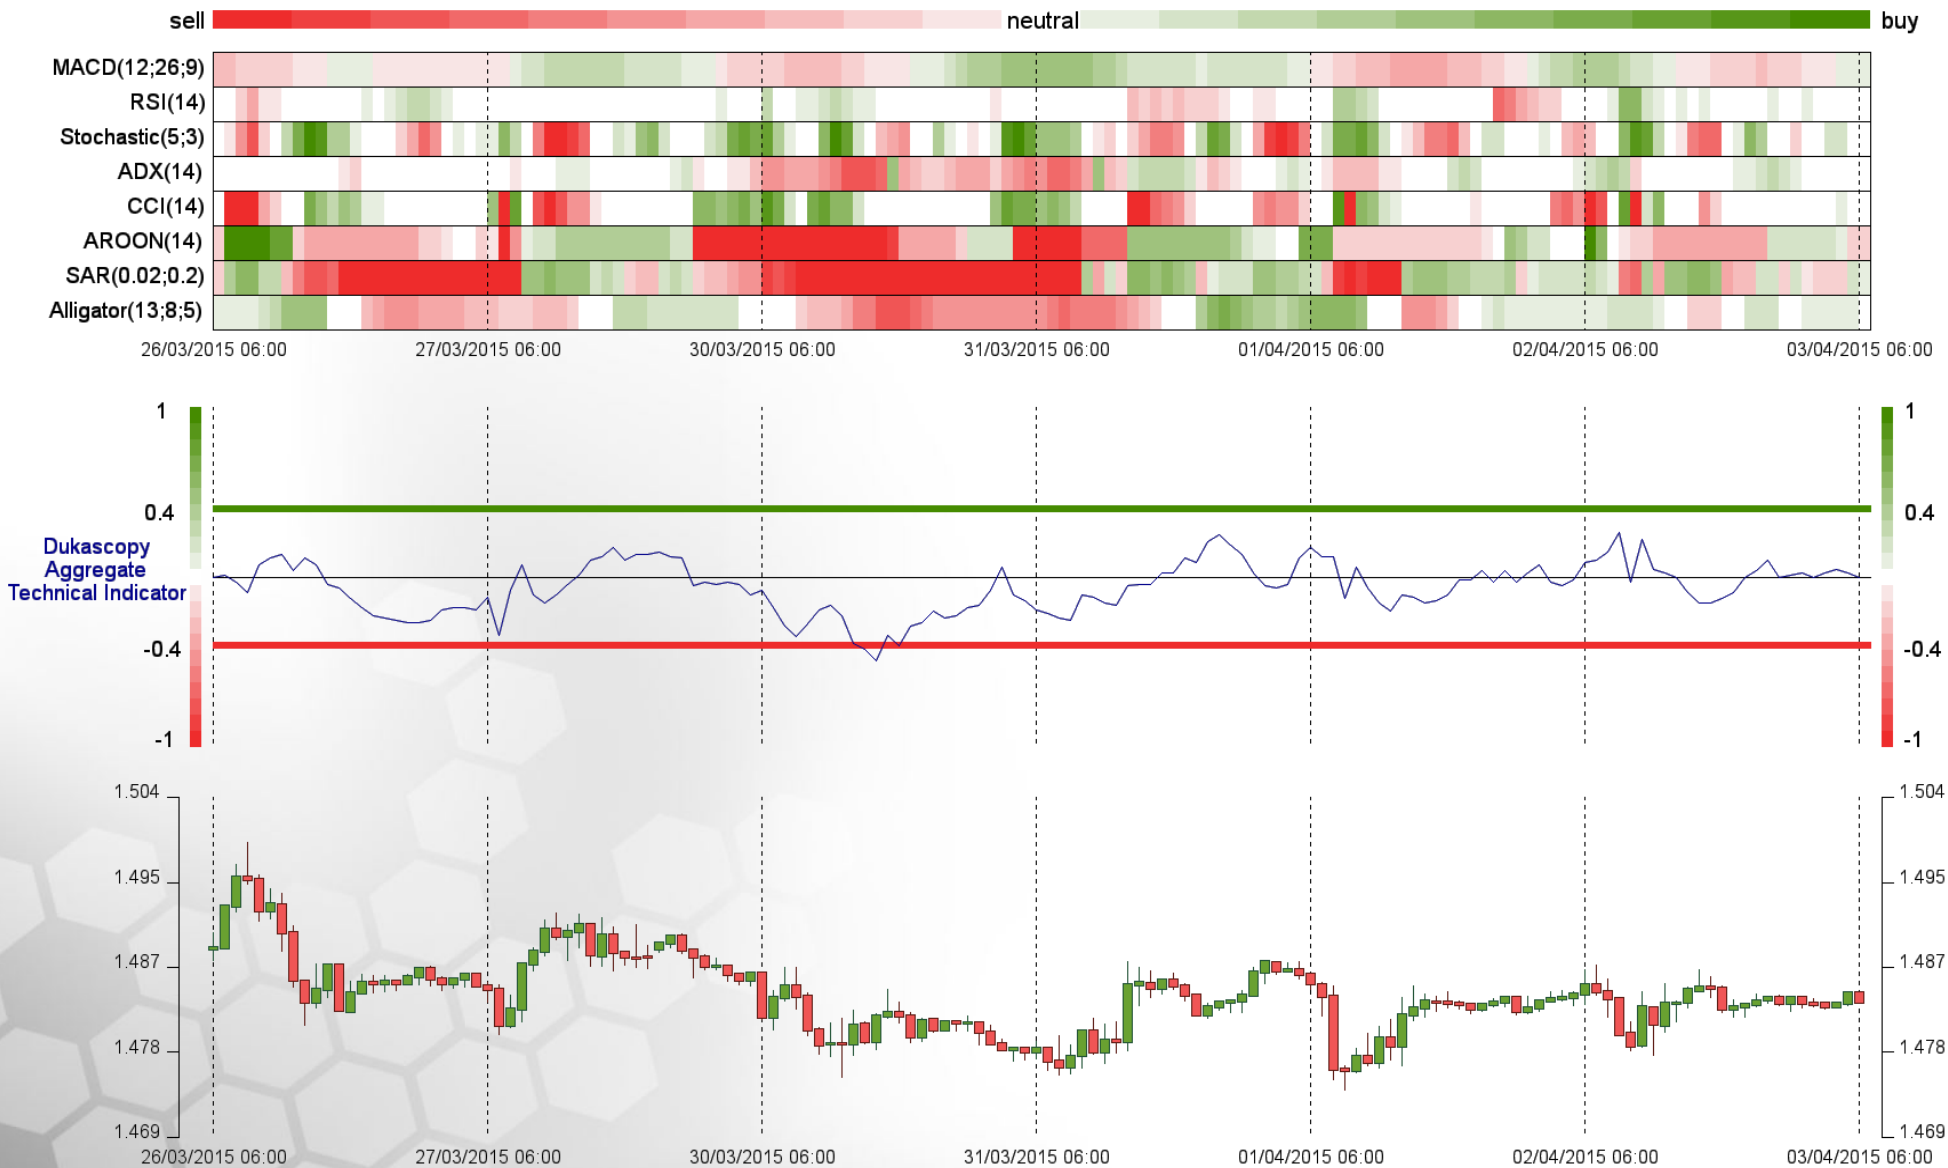 sell neutral buy
MACD(12;26;9)
RSI(14)
Stochastic(5;3)
ADX(14)
CCI(14)
AROON(14)
SAR(0.02;0.2)
Alligator(13;8;5)
26/03/2015 06:00 27/03/2015 06:00 30/03/2015 06:00 31/03/2015 06:00 01/04/2015 06:00 02/04/2015 06:00 03/04/2015 06:00
1 1
0.4 0.4
Dukascopy
Aggregate
Technical Indicator
-0.4 -0.4
-1 -1
1.504 1.504
1.495 1.495
1.487 1.487
1.478 1.478
1.469 1.469
26/03/2015 06:00 27/03/2015 06:00 30/03/2015 06:00 31/03/2015 06:00 01/04/2015 06:00 02/04/2015 06:00 03/04/2015 06:00